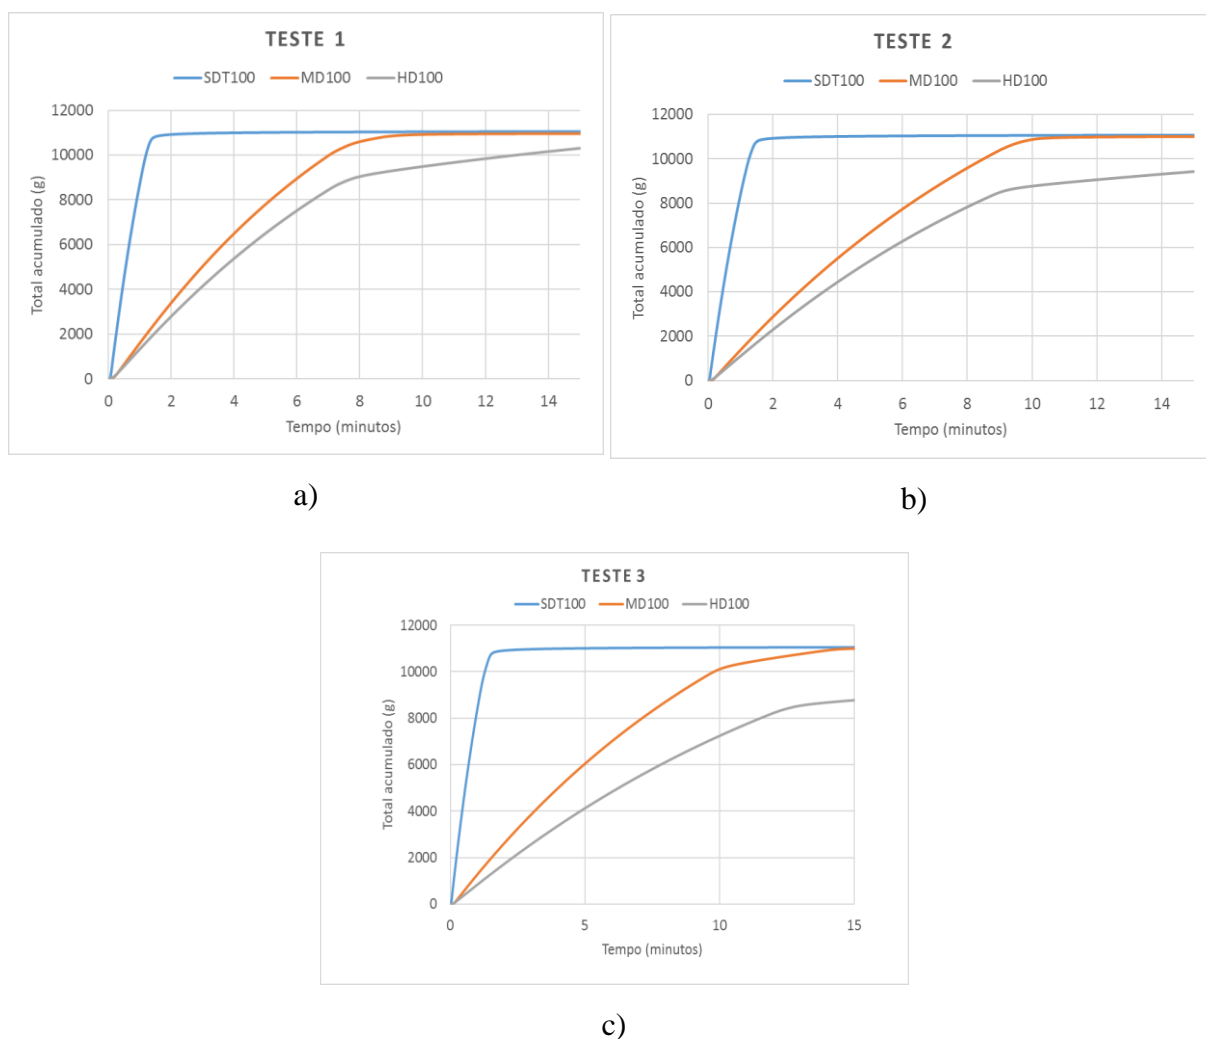 TESTE 1
SDT100 MD100 HD100
12000
10000
8000
6000
4000
2000
0
Total acumulado (g)
0 2 4 6 8 10 12 14
Tempo (minutos)
a)
TESTE 2
SDT100 MD100 HD100
12000
10000
8000
6000
4000
2000
0
Total acumulado (g)
0 2 4 6 8 10 12 14
Tempo (minutos)
b)
TESTE 3
SDT100 MD100 HD100
12000
10000
8000
6000
4000
2000
0
Total acumulado (g)
0 5 10 15
Tempo (minutos)
c)